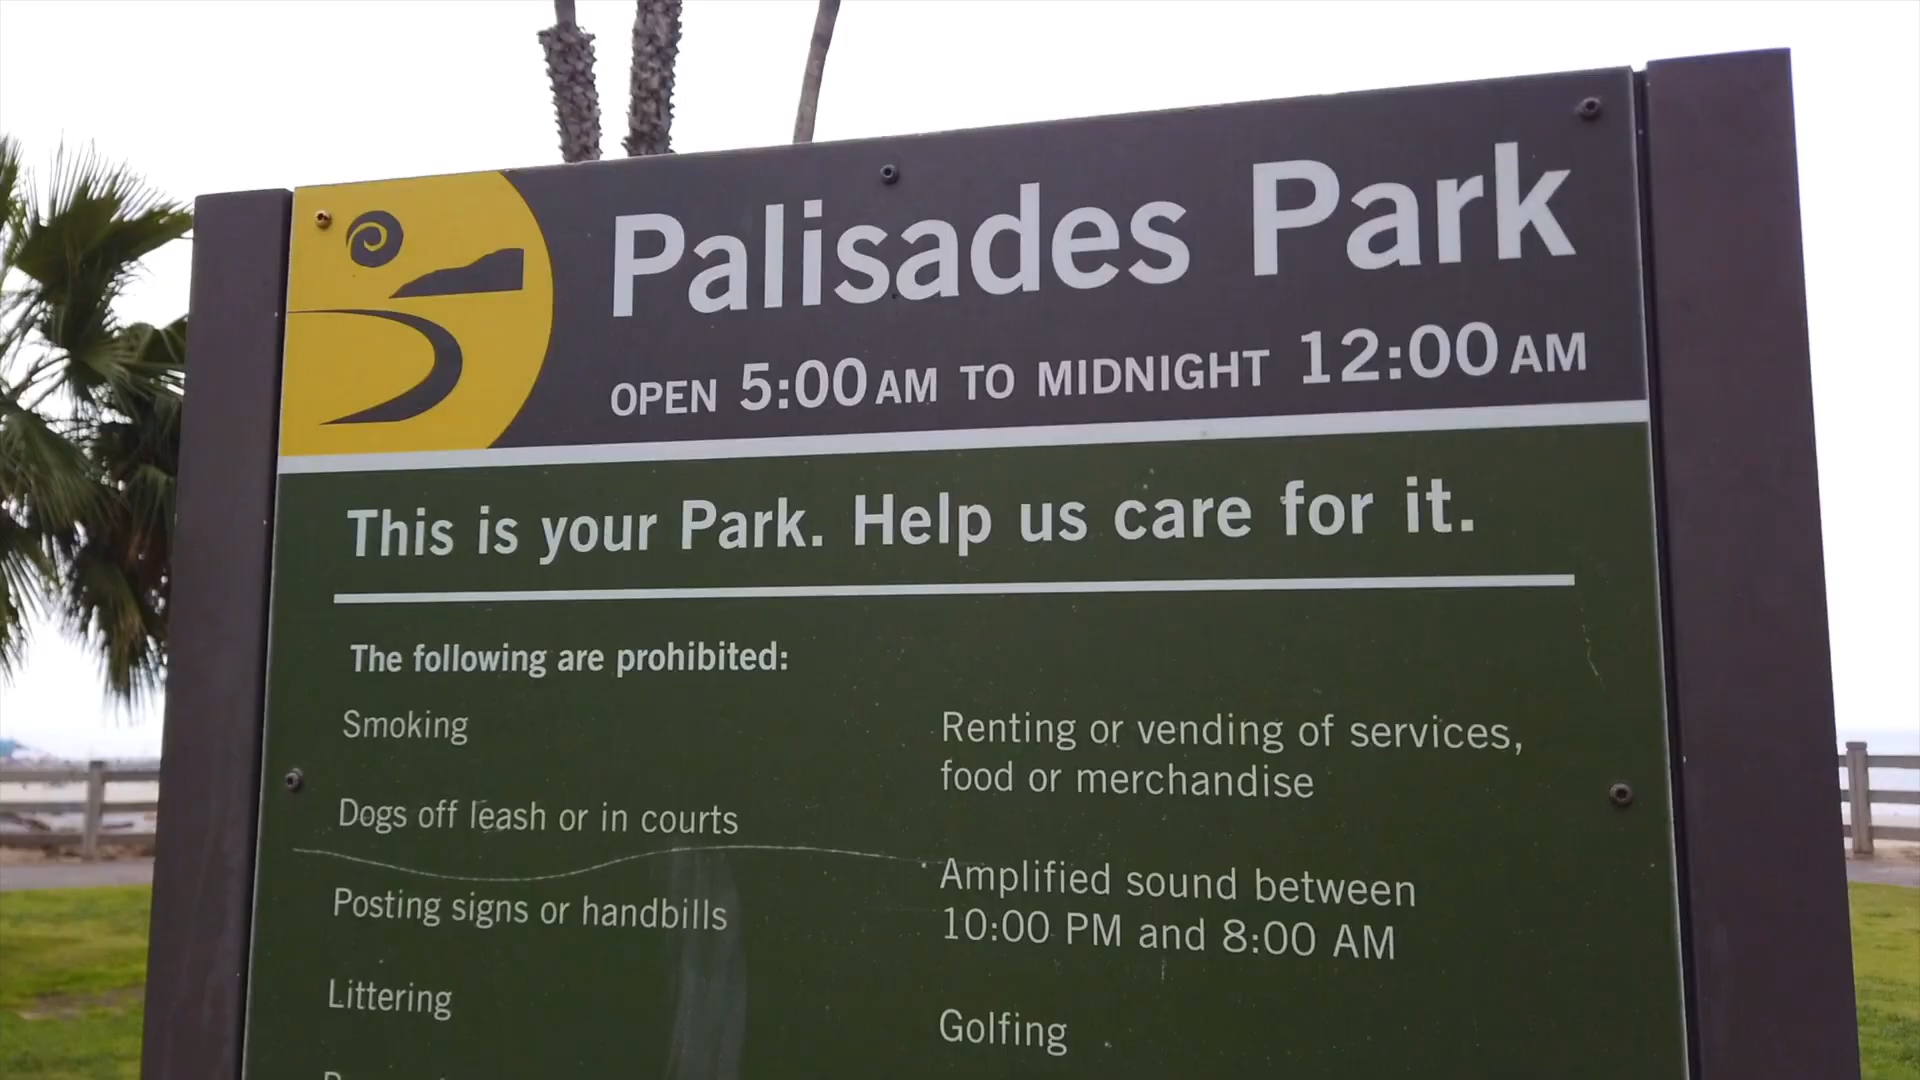 Palisades Park
OPEN 5:00 AM TO MIDNIGHT 12:00 AM
This is your Park. Help us care for it.
The following are prohibited:
Smoking
Dogs off leash or in courts
Posting signs or handbills
Littering
Renting or vending of services,
food or merchandise
Amplified sound between
10:00 PM and 8:00 AM
Golfing